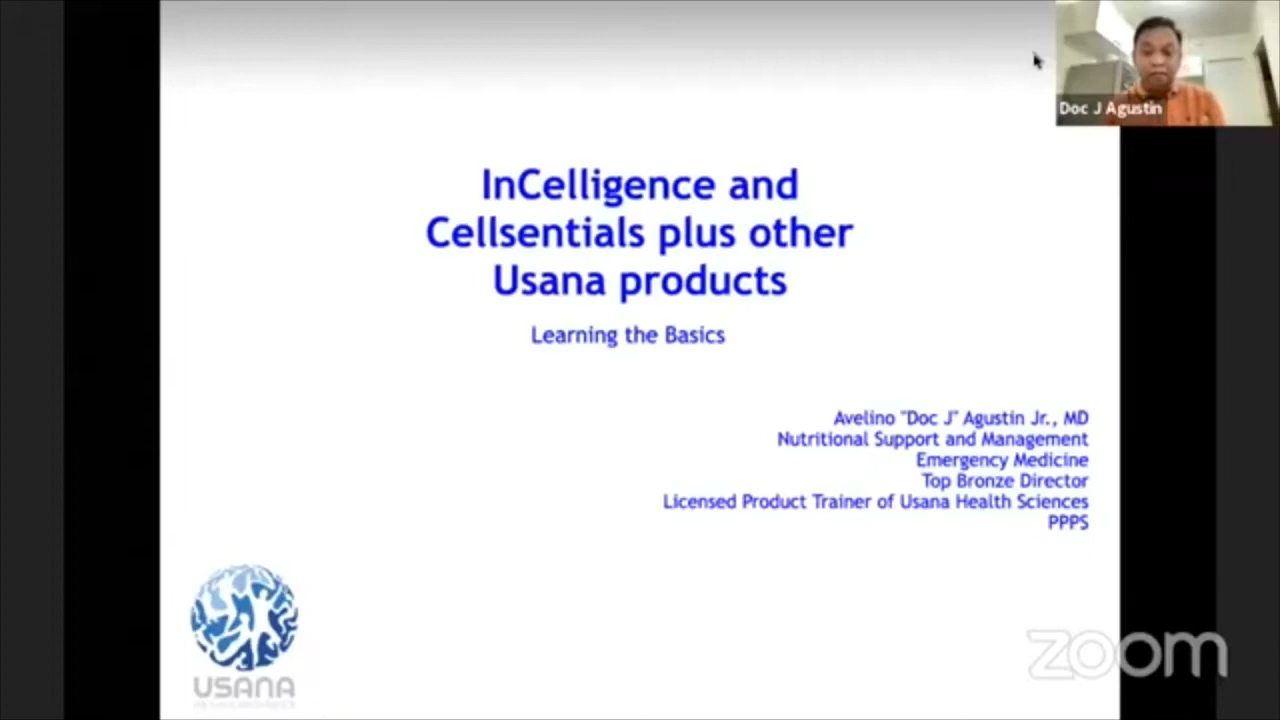 InCelligence and
Cellsentials plus other
Usana products
Learning the Basics
Avelino "Doc J" Agustin Jr., MD
Nutritional Support and Management
Emergency Medicine
Top Bronze Director
Licensed Product Trainer of Usana Health Sciences
PPPS
Doc J Agustin
USANA
zoom